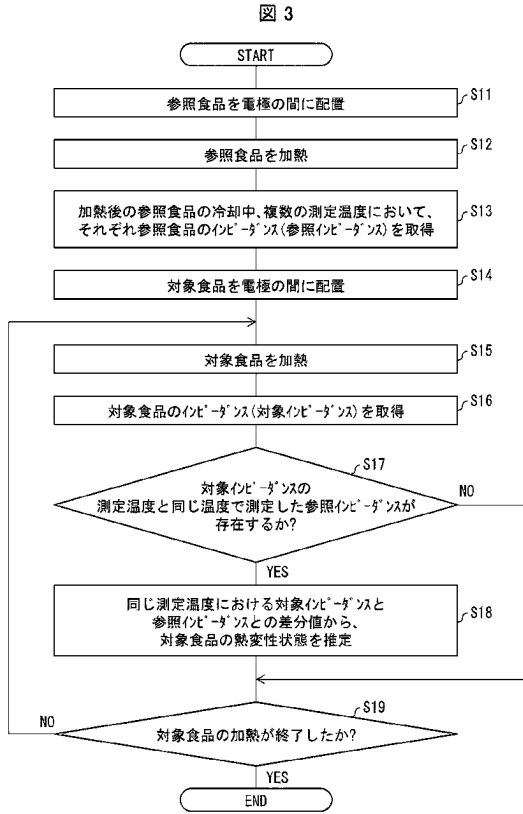 図 3
START
参照食品を電極の間に配置
S11
参照食品を加熱
S12
加熱後の参照食品の冷却中、複数の測定温度において、
それぞれ参照食品のｲﾝﾋﾟｰﾀﾞﾝｽ(参照ｲﾝﾋﾟｰﾀﾞﾝｽ)を取得
S13
対象食品を電極の間に配置
S14
対象食品を加熱
S15
対象食品のｲﾝﾋﾟｰﾀﾞﾝｽ(対象ｲﾝﾋﾟｰﾀﾞﾝｽ)を取得
S16
S17
対象ｲﾝﾋﾟｰﾀﾞﾝｽの
測定温度と同じ温度で測定した参照ｲﾝﾋﾟｰﾀﾞﾝｽが
存在するか?
NO
YES
同じ測定温度における対象ｲﾝﾋﾟｰﾀﾞﾝｽと
参照ｲﾝﾋﾟｰﾀﾞﾝｽとの差分値から、
対象食品の熱変性状態を推定
S18
S19
NO
対象食品の加熱が終了したか?
YES
END